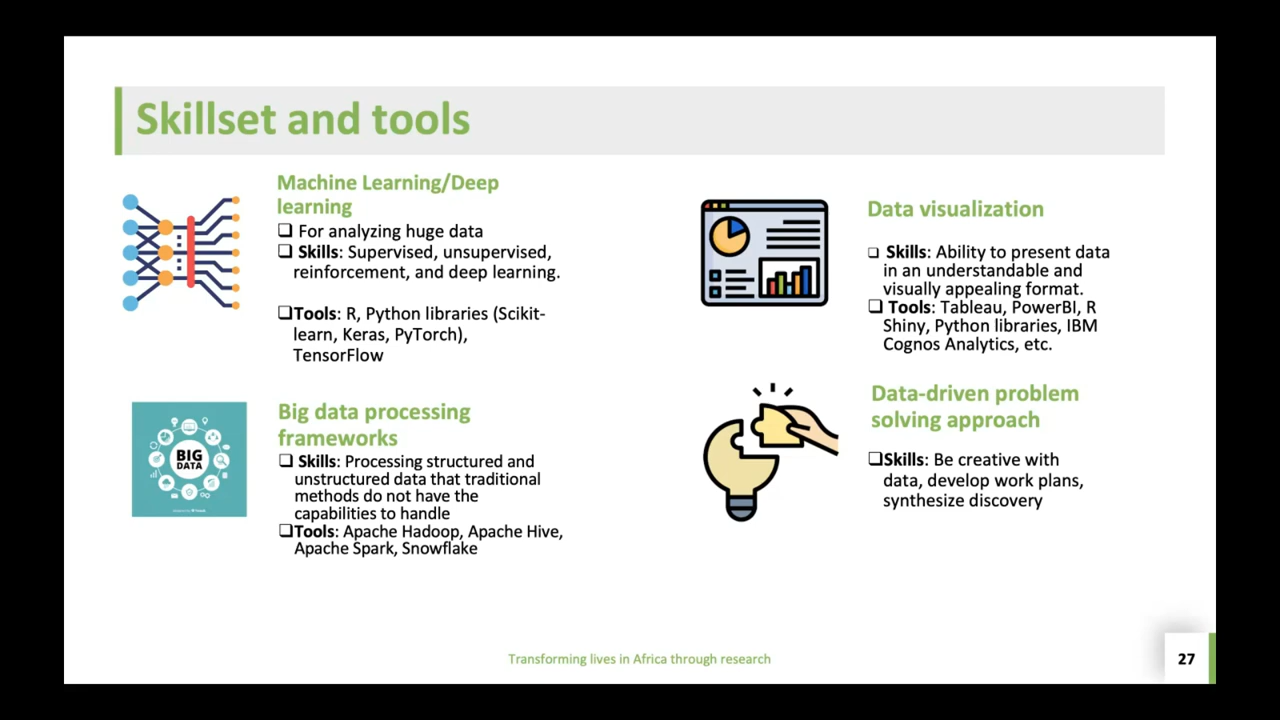 Skillset and tools
Machine Learning/Deep
learning
❑ For analyzing huge data
❑ Skills: Supervised, unsupervised,
reinforcement, and deep learning.
❑Tools: R, Python libraries (Scikit-
learn, Keras, PyTorch),
TensorFlow
BIG
DATA
Big data processing
frameworks
❑ Skills: Processing structured and
unstructured data that traditional
methods do not have the
capabilities to handle
❑Tools: Apache Hadoop, Apache Hive,
Apache Spark, Snowflake
Data visualization
❑ Skills: Ability to present data
in an understandable and
visually appealing format.
❑ Tools: Tableau, PowerBI, R
Shiny, Python libraries, IBM
Cognos Analytics, etc.
Data-driven problem
solving approach
❑Skills: Be creative with
data, develop work plans,
synthesize discovery
Transforming lives in Africa through research
27